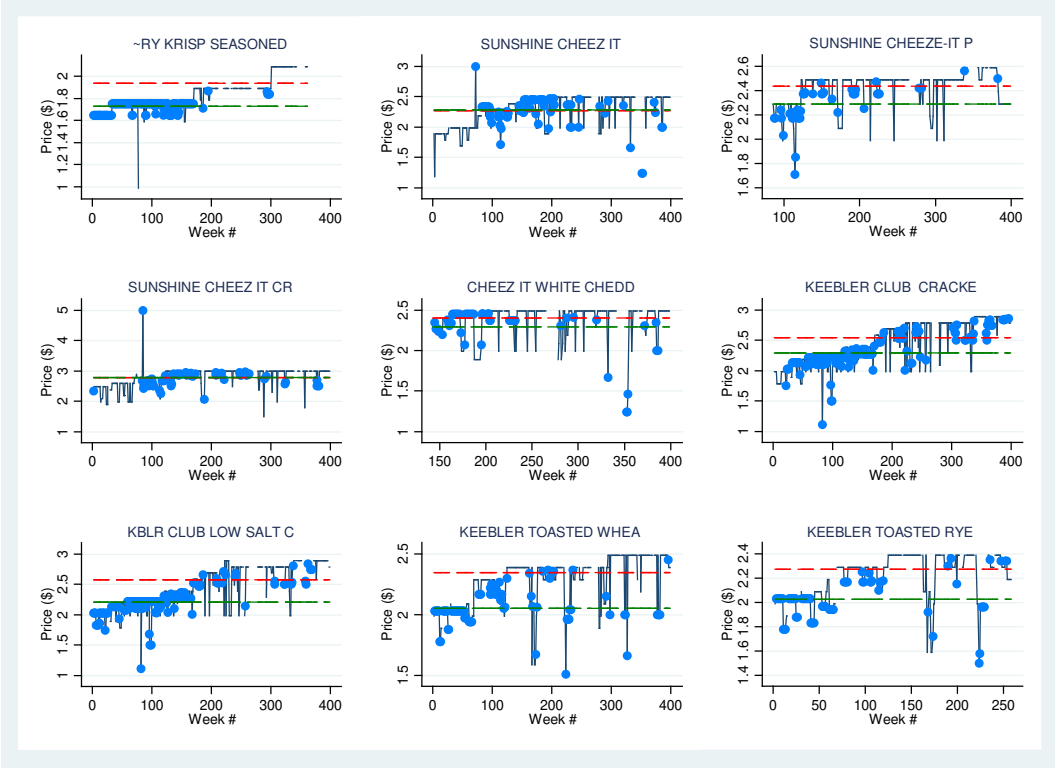 ~RY KRISP SEASONED
Price ($)
1 1.2 1.4 1.6 1.8 2
0 100 200 300 400
Week #
SUNSHINE CHEEZ IT
Price ($)
1 1.5 2 2.5 3
0 100 200 300 400
Week #
SUNSHINE CHEEZE-IT P
Price ($)
1.6 1.8 2 2.2 2.4 2.6
100 200 300 400
Week #
SUNSHINE CHEEZ IT CR
Price ($)
1 2 3 4 5
0 100 200 300 400
Week #
CHEEZ IT WHITE CHEDD
Price ($)
1 1.5 2 2.5
150 200 250 300 350 400
Week #
KEEBLER CLUB  CRACKE
Price ($)
1 1.5 2 2.5 3
0 100 200 300 400
Week #
KBLR CLUB LOW SALT C
Price ($)
1 1.5 2 2.5 3
0 100 200 300 400
Week #
KEEBLER TOASTED WHEA
Price ($)
1.5 2 2.5
0 100 200 300 400
Week #
KEEBLER TOASTED RYE
Price ($)
1.4 1.6 1.8 2 2.2 2.4
0 50 100 150 200 250
Week #